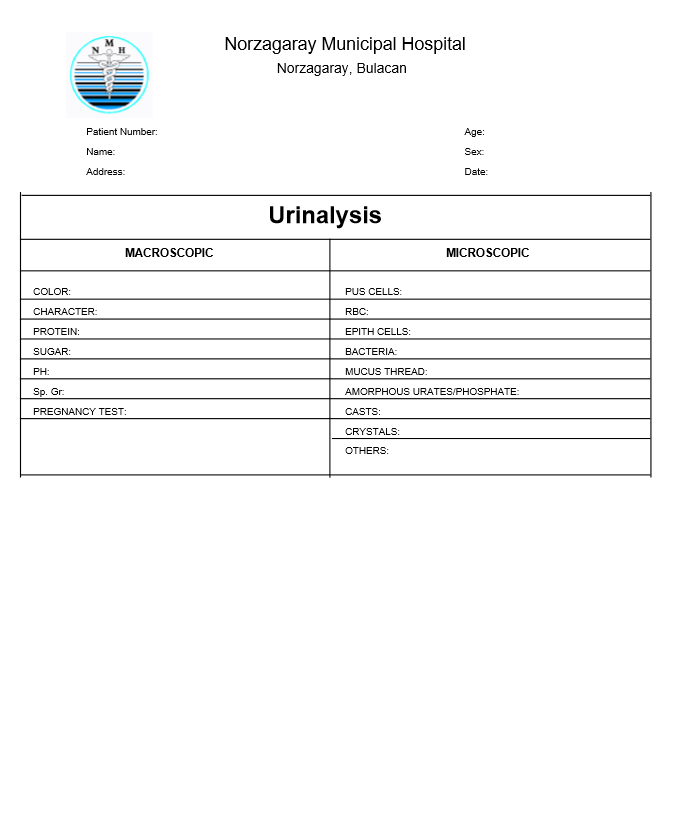 N M H
Norzagaray Municipal Hospital
Norzagaray, Bulacan
Patient Number:
Age:
Name:
Sex:
Address:
Date:
Urinalysis
MACROSCOPIC
MICROSCOPIC
COLOR:
PUS CELLS:
CHARACTER:
RBC:
PROTEIN:
EPITH CELLS:
SUGAR:
BACTERIA:
PH:
MUCUS THREAD:
Sp. Gr:
AMORPHOUS URATES/PHOSPHATE:
PREGNANCY TEST:
CASTS:
CRYSTALS:
OTHERS: